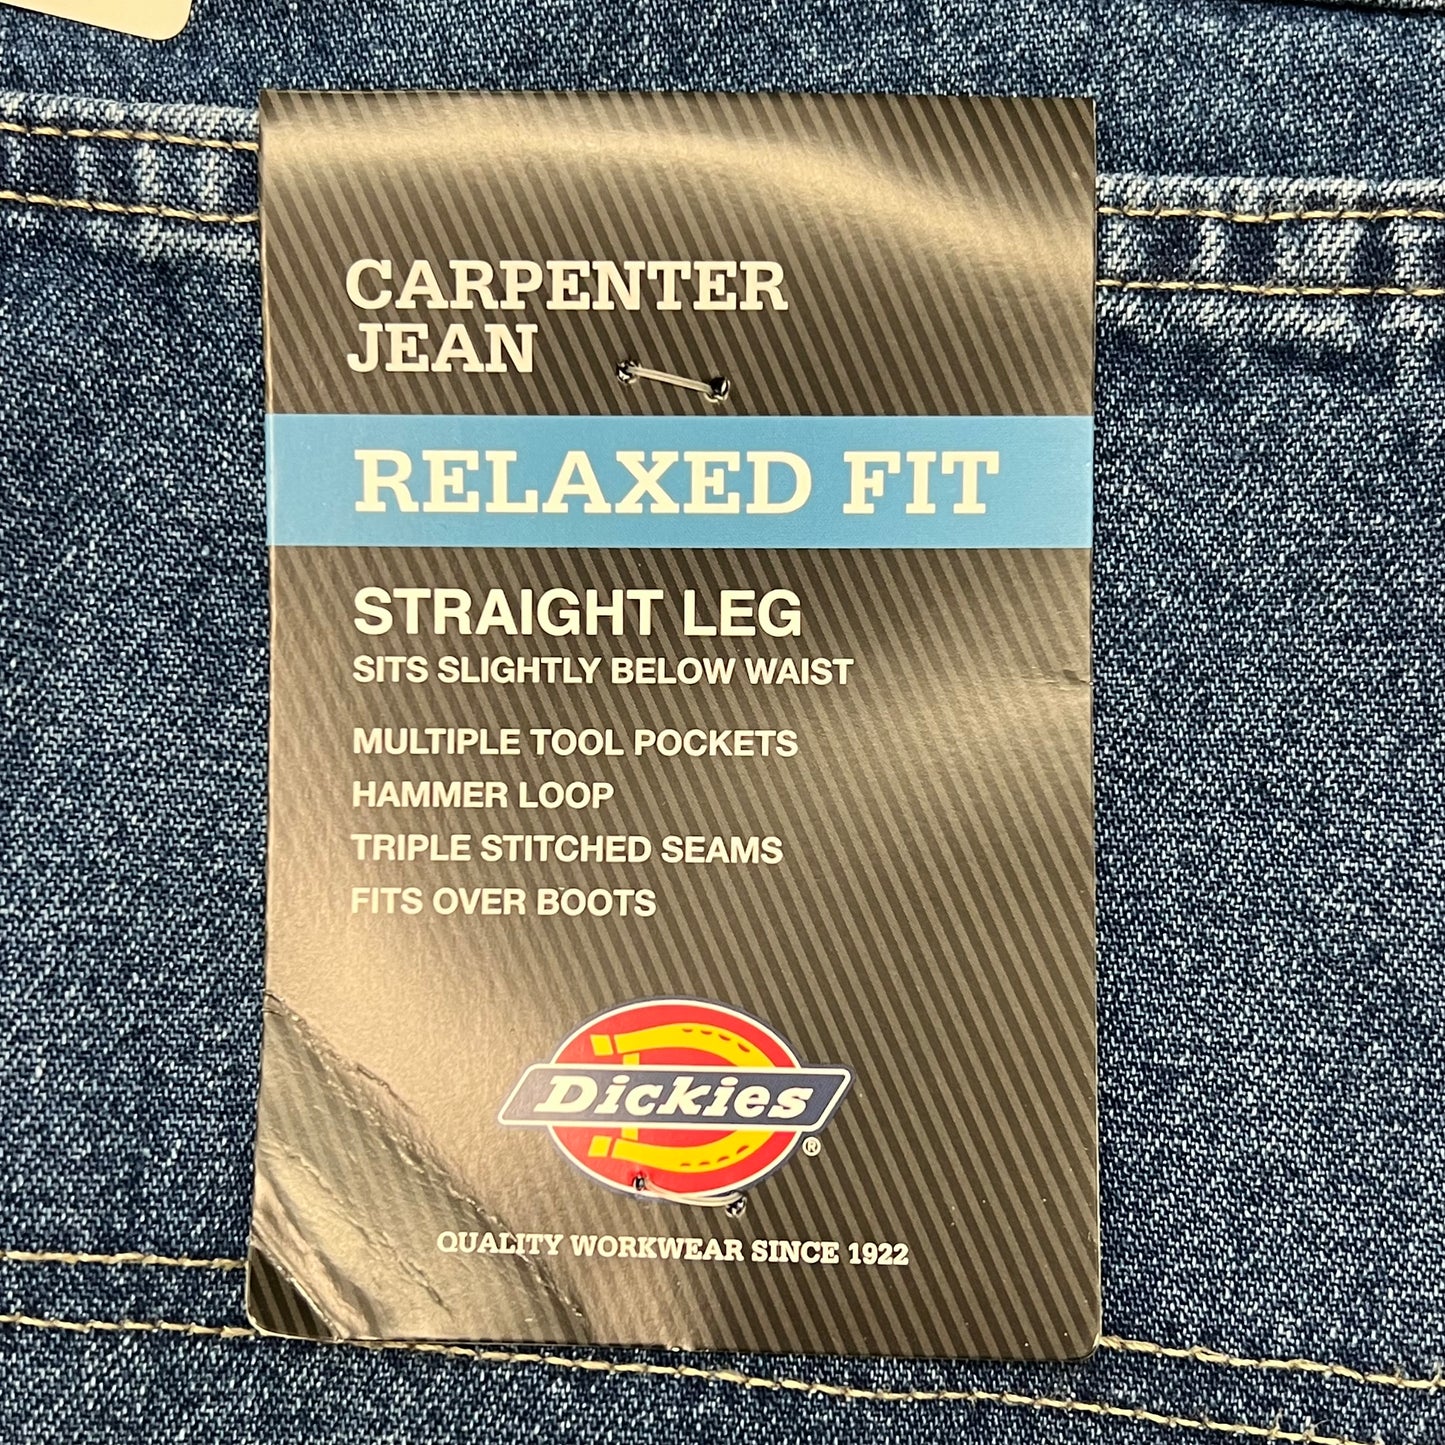 CARPENTER
JEAN
RELAXED FIT
STRAIGHT LEG
SITS SLIGHTLY BELOW WAIST
MULTIPLE TOOL POCKETS
HAMMER LOOP
TRIPLE STITCHED SEAMS
FITS OVER BOOTS
Dickies
®
QUALITY WORKWEAR SINCE 1922